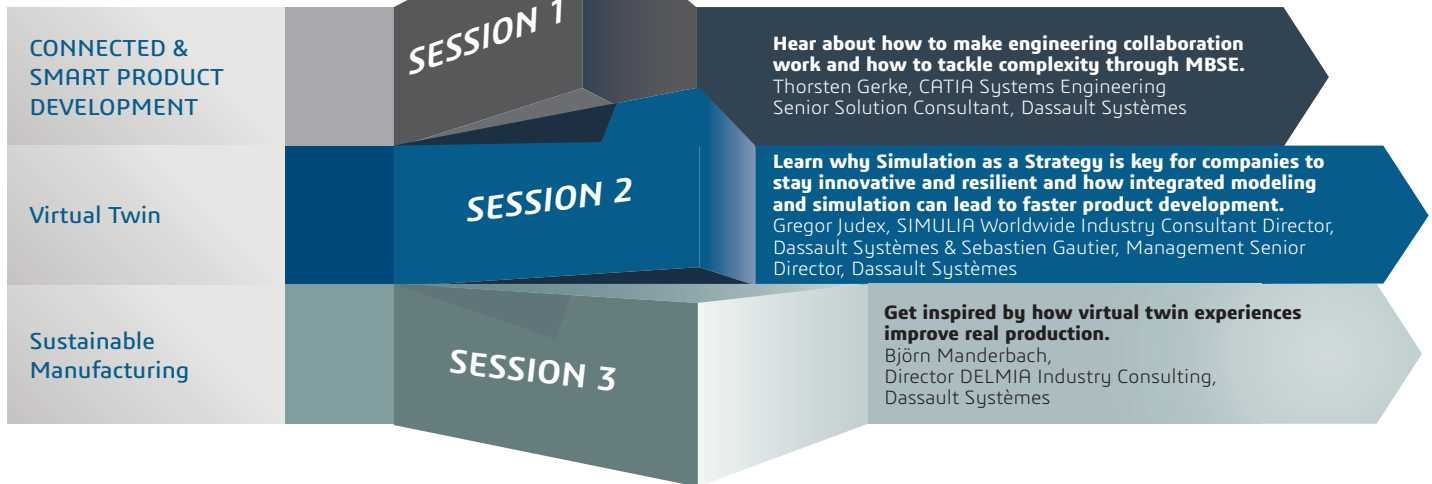 CONNECTED &
SMART PRODUCT
DEVELOPMENT
SESSION 1
Hear about how to make engineering collaboration
work and how to tackle complexity through MBSE.
Thorsten Gerke, CATIA Systems Engineering
Senior Solution Consultant, Dassault Systèmes
Virtual Twin
SESSION 2
Learn why Simulation as a Strategy is key for companies to
stay innovative and resilient and how integrated modeling
and simulation can lead to faster product development.
Gregor Judex, SIMULIA Worldwide Industry Consultant Director,
Dassault Systèmes & Sebastien Gautier, Management Senior
Director, Dassault Systèmes
Sustainable
Manufacturing
SESSION 3
Get inspired by how virtual twin experiences
improve real production.
Björn Manderbach,
Director DELMIA Industry Consulting,
Dassault Systèmes